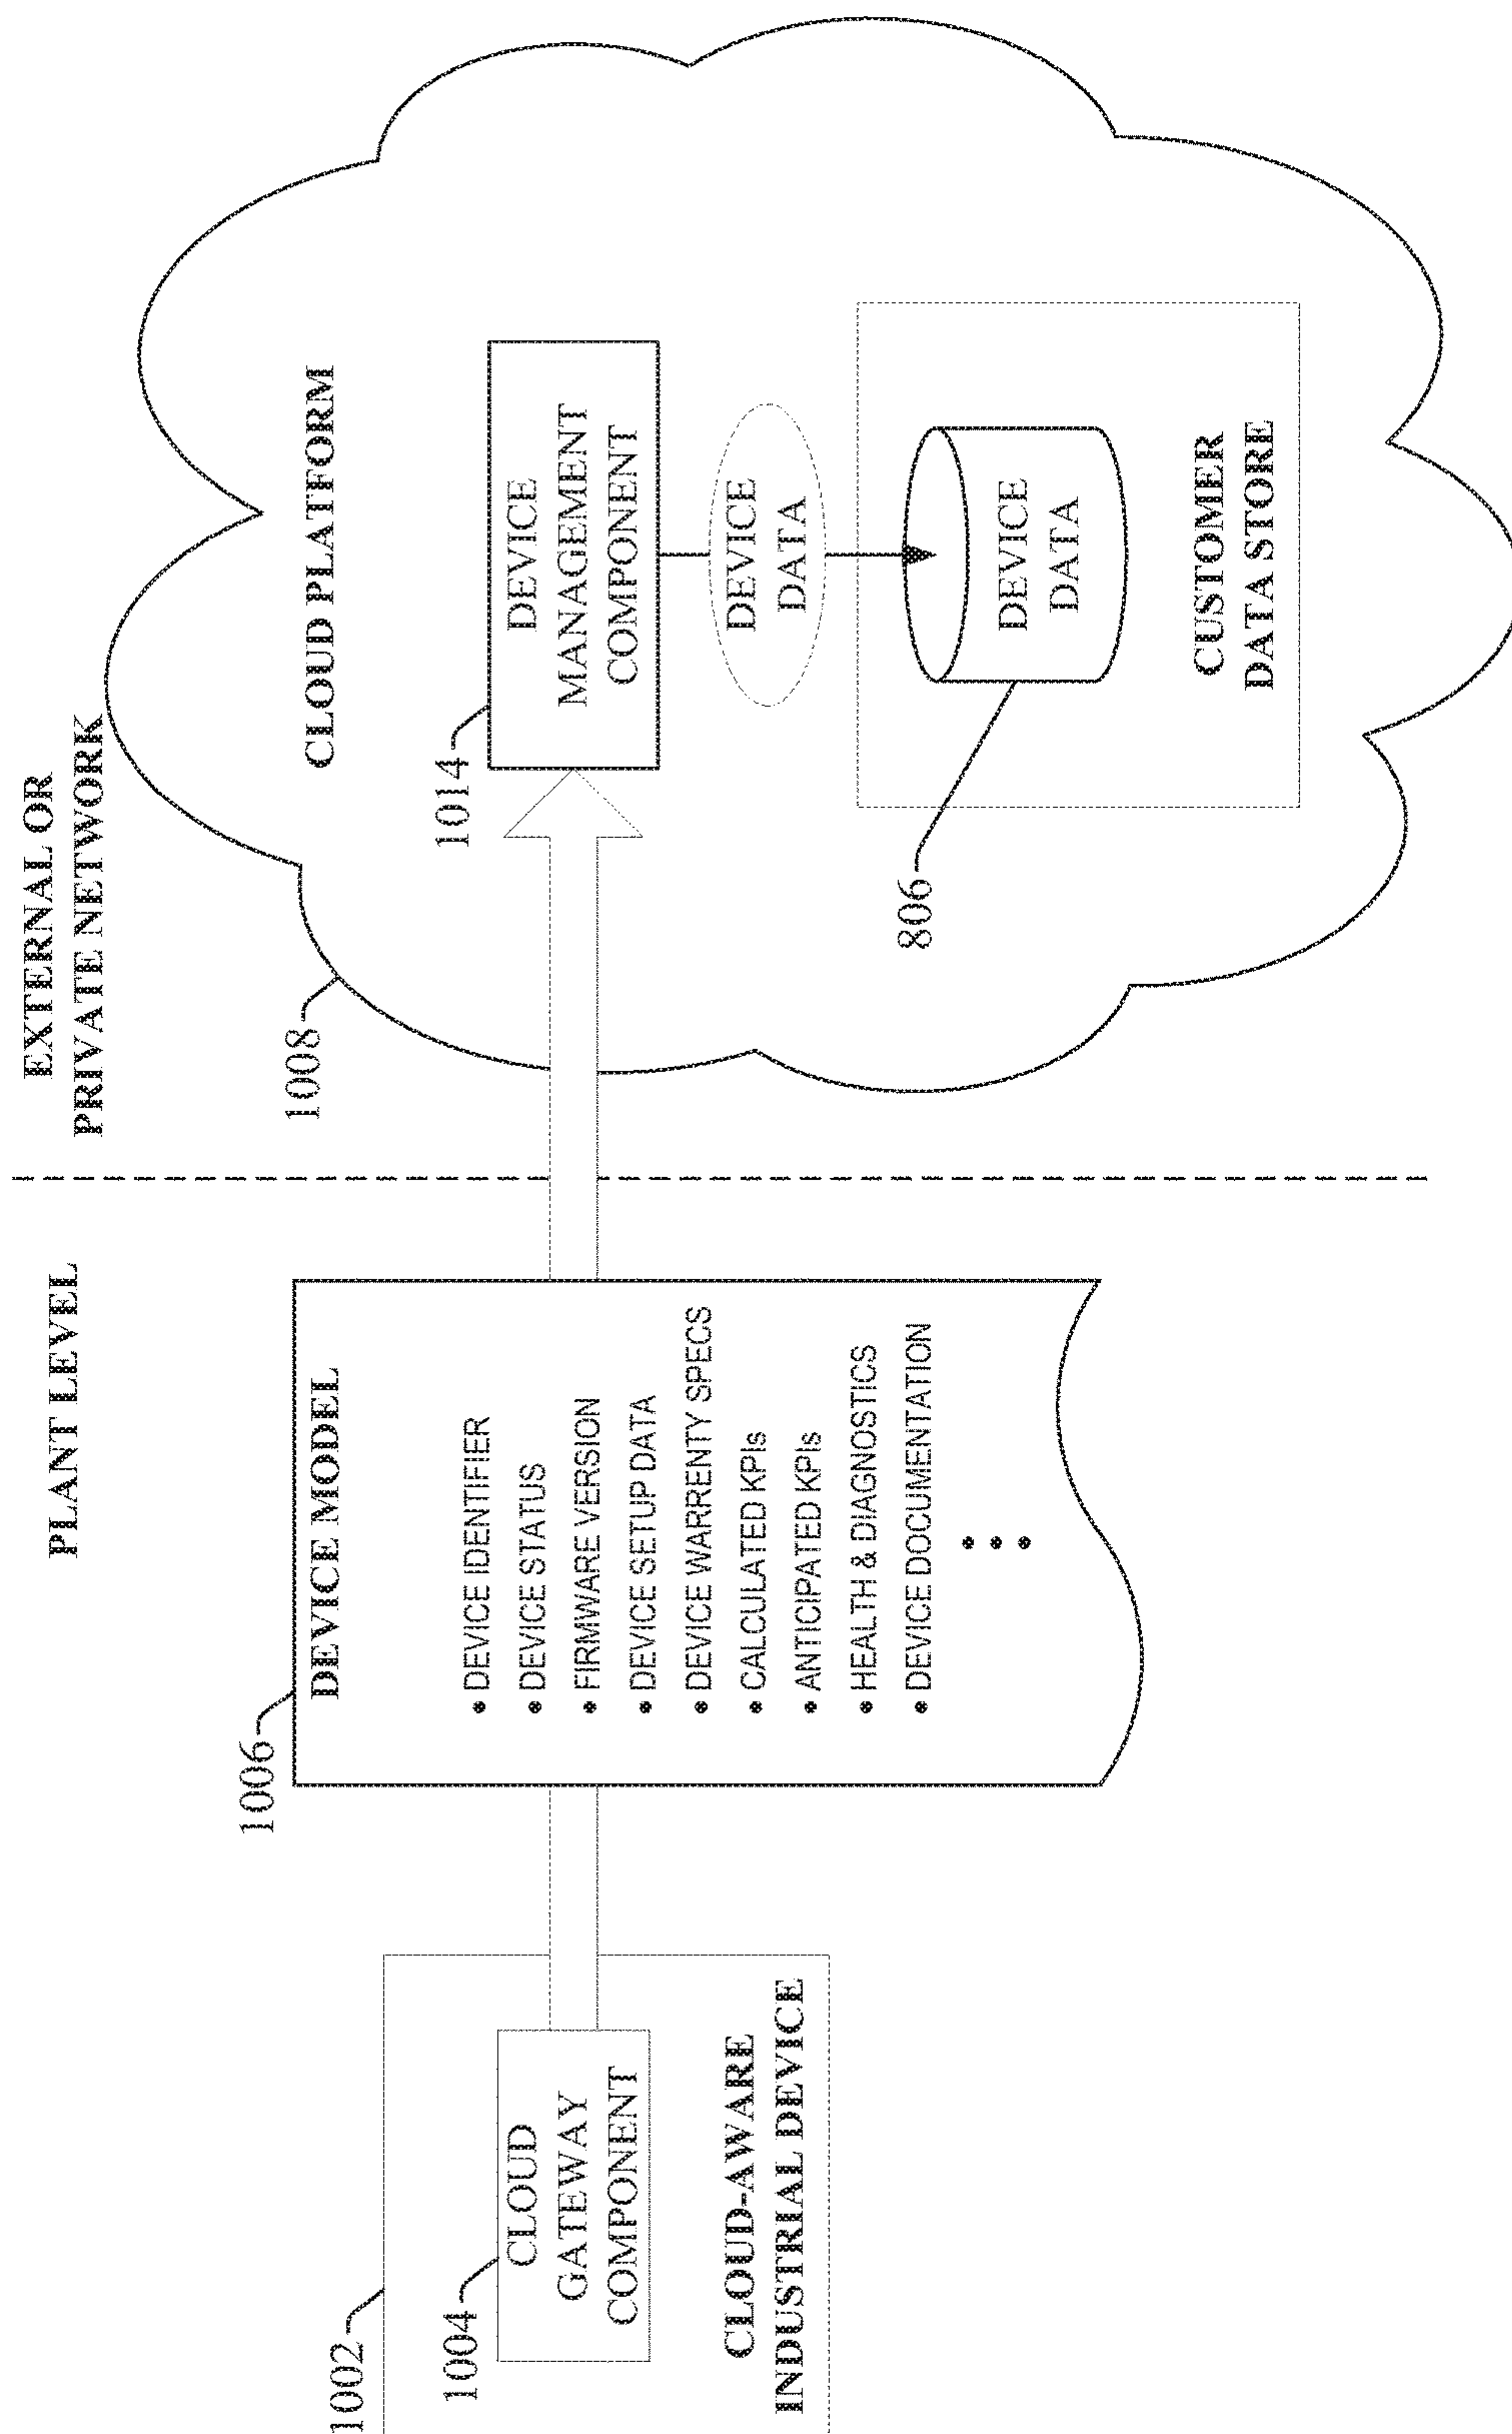 PLANT LEVEL
EXTERNAL OR
PRIVATE NETWORK
1002
1004
CLOUD
GATEWAY
COMPONENT
CLOUD-AWARE
INDUSTRIAL DEVICE
1006
DEVICE MODEL
• DEVICE IDENTIFIER
• DEVICE STATUS
• FIRMWARE VERSION
• DEVICE SETUP DATA
• DEVICE WARRENTY SPECS
• CALCULATED KPIs
• ANTICIPATED KPIs
• HEALTH & DIAGNOSTICS
• DEVICE DOCUMENTATION
1008
CLOUD PLATFORM
1014
DEVICE
MANAGEMENT
COMPONENT
DEVICE
DATA
806
DEVICE
DATA
CUSTOMER
DATA STORE